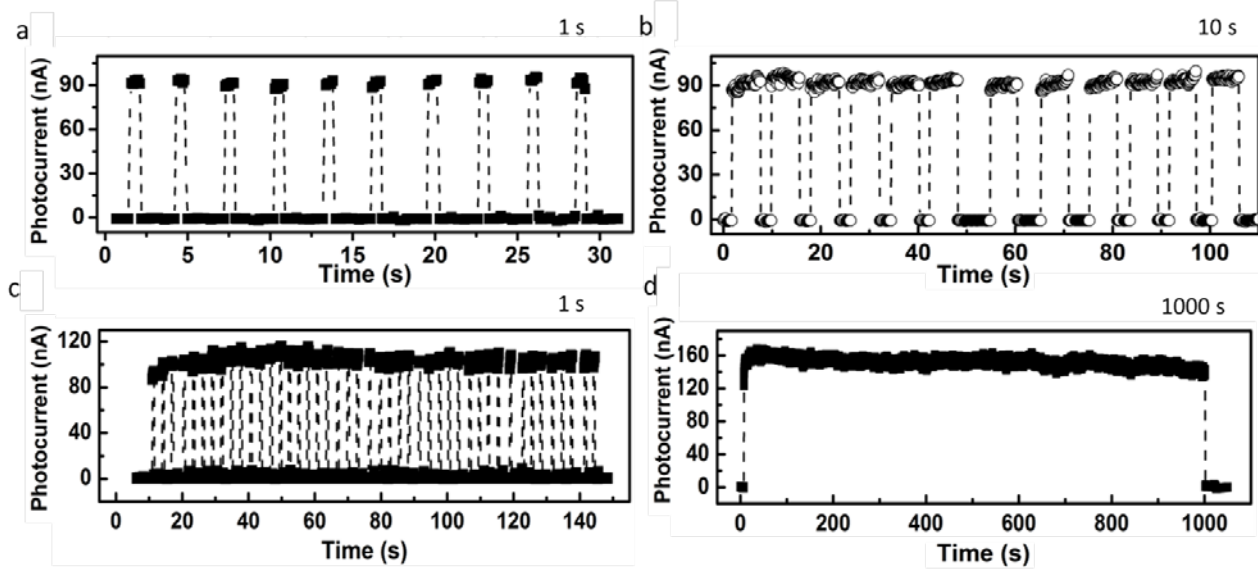 a
1 s
Photocurrent (nA)
90
60
30
0
0 5 10 15 20 25 30
Time (s)
b
10 s
Photocurrent (nA)
90
60
30
0
0 20 40 60 80 100
Time (s)
c
1 s
Photocurrent (nA)
120
80
40
0
0 20 40 60 80 100 120 140
Time (s)
d
1000 s
Photocurrent (nA)
160
120
80
40
0
0 200 400 600 800 1000
Time (s)